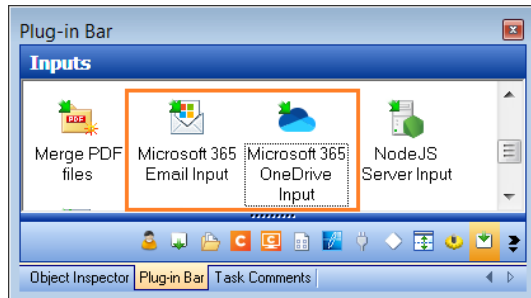 Plug-in Bar
Inputs
PDF
Merge PDF files
Microsoft 365 Email Input
Microsoft 365 OneDrive Input
NodeJS Server Input
Object Inspector
Plug-in Bar
Task Comments